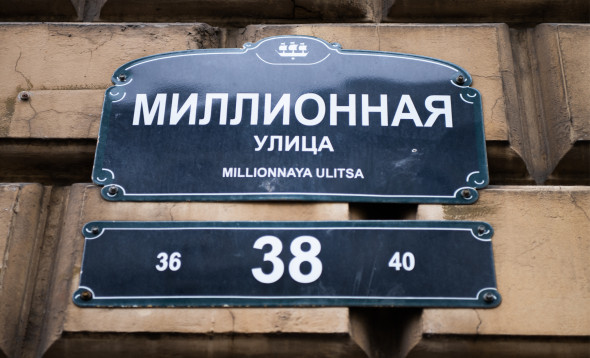 МИЛЛИОННАЯ
УЛИЦА
MILLIONNAYA ULITSA
36 38 40